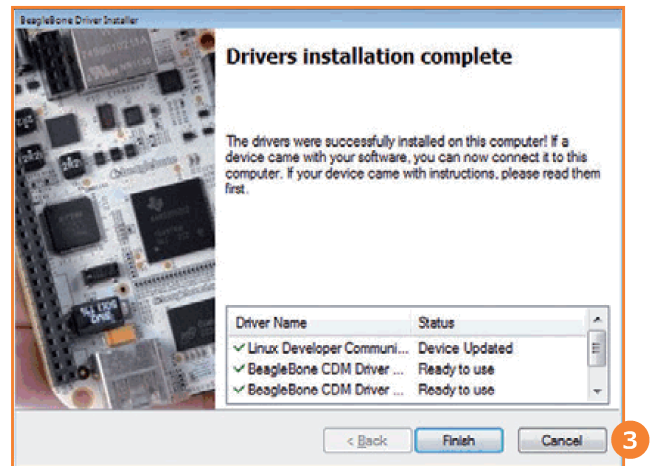 BeagleBone Driver Installer
Drivers installation complete
The drivers were successfully installed on this computer! If a
device came with your software, you can now connect it to this
computer. If your device came with instructions, please read them
first.
Driver Name Status
Linux Developer Communi... Device Updated
BeagleBone CDM Driver ... Ready to use
BeagleBone CDM Driver ... Ready to use
< Back Finish Cancel
3